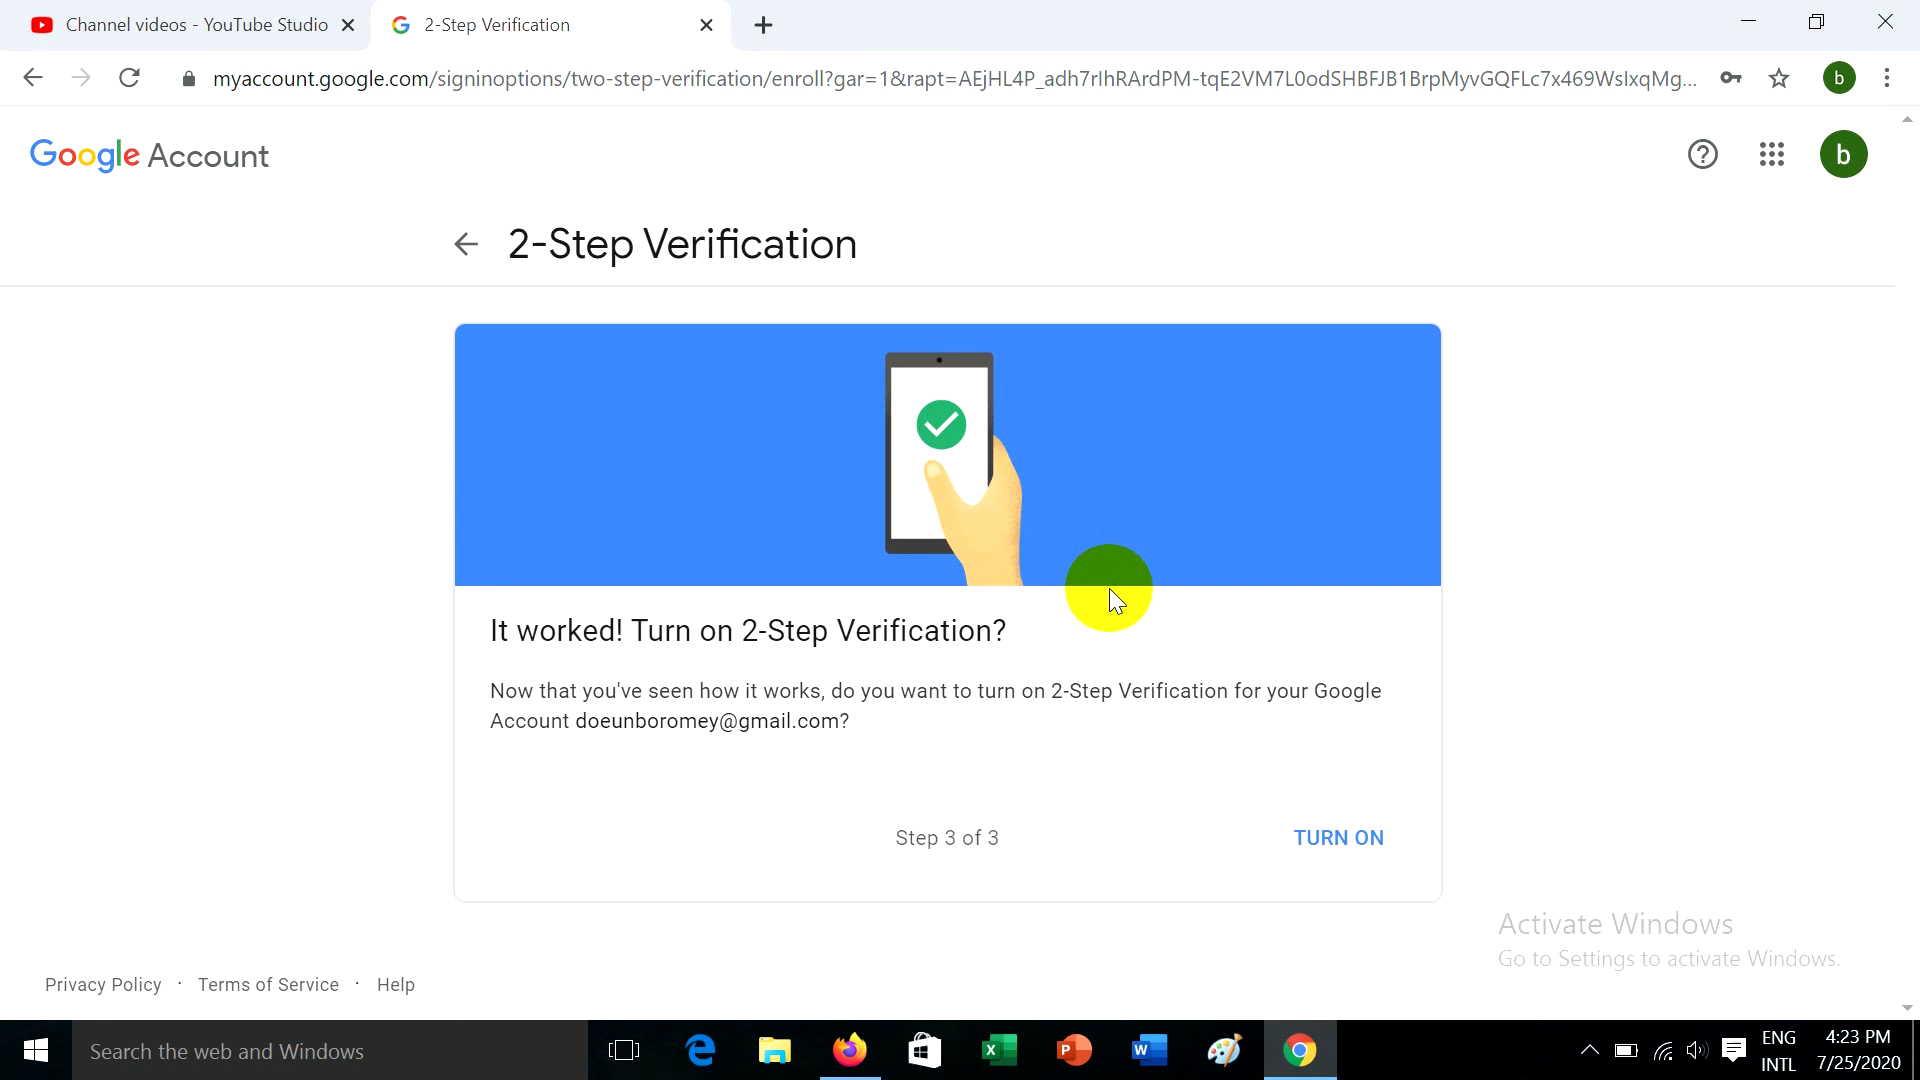 Channel videos - YouTube Studio
2-Step Verification
myaccount.google.com/signinoptions/two-step-verification/enroll?gar=1&rapt=AEjHL4P_adh7rlhRArdPM-tqE2VM7L0odSHBFJB1BrpMyvGQFLc7x469WslxqMg...
b
Google Account
b
2-Step Verification
It worked! Turn on 2-Step Verification?
Now that you've seen how it works, do you want to turn on 2-Step Verification for your Google
Account doeunboromey@gmail.com?
Step 3 of 3
TURN ON
Activate Windows
Go to Settings to activate Windows.
Privacy Policy · Terms of Service · Help
Search the web and Windows
ENG
INTL
4:23 PM
7/25/2020